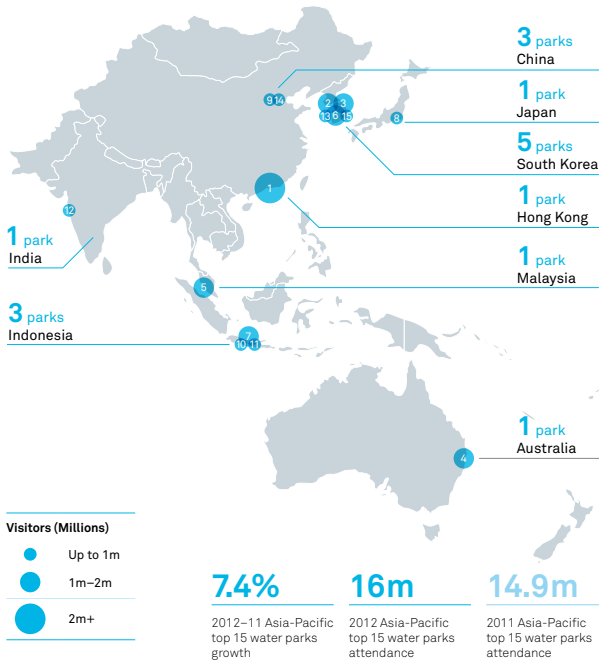 3 parks
China
1 park
Japan
5 parks
South Korea
1 park
Hong Kong
1 park
Malaysia
1 park
India
3 parks
Indonesia
1 park
Australia
9 14
2 3
13 6 15
8
1
12
5
7
10 11
4
Visitors (Millions)
Up to 1m
1m–2m
2m+
7.4%
2012–11 Asia-Pacific
top 15 water parks
growth
16m
2012 Asia-Pacific
top 15 water parks
attendance
14.9m
2011 Asia-Pacific
top 15 water parks
attendance